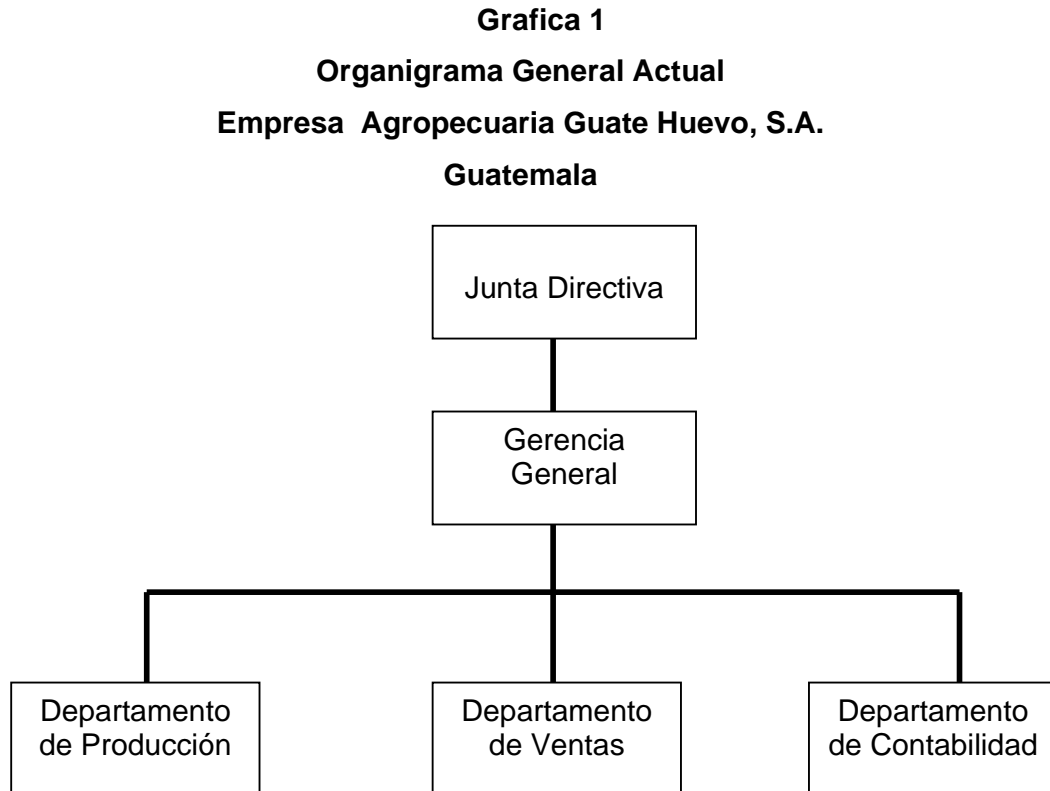 Grafica 1
Organigrama General Actual
Empresa Agropecuaria Guate Huevo, S.A.
Guatemala
Junta Directiva
Gerencia
General
Departamento
de Producción
Departamento
de Ventas
Departamento
de Contabilidad